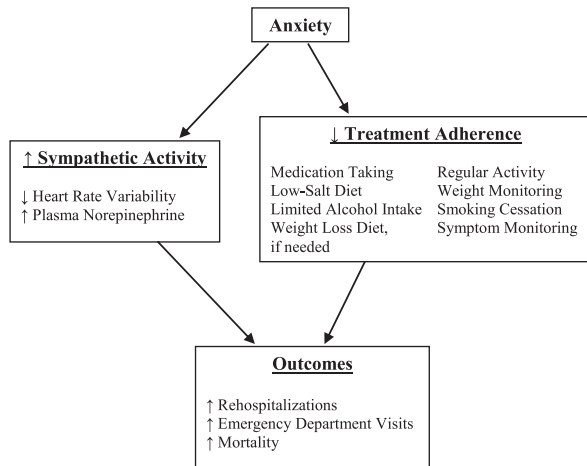 Anxiety
↑ Sympathetic Activity
↓ Heart Rate Variability
↑ Plasma Norepinephrine
↓ Treatment Adherence
Medication Taking
Low-Salt Diet
Limited Alcohol Intake
Weight Loss Diet,
if needed
Regular Activity
Weight Monitoring
Smoking Cessation
Symptom Monitoring
Outcomes
↑ Rehospitalizations
↑ Emergency Department Visits
↑ Mortality